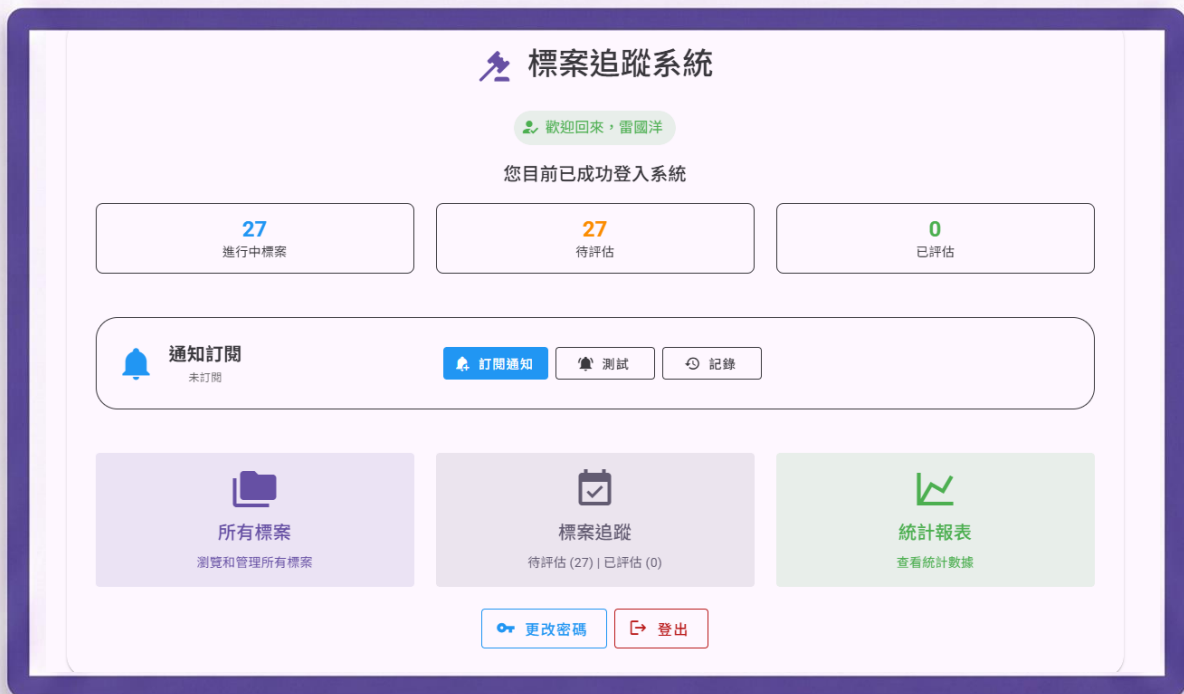 標案追蹤系統
歡迎回來，雷國洋
您目前已成功登入系統
27
進行中標案
27
待評估
0
已評估
通知訂閱
未訂閱
訂閱通知
測試
記錄
所有標案
瀏覽和管理所有標案
標案追蹤
待評估 (27) | 已評估 (0)
統計報表
查看統計數據
更改密碼
登出